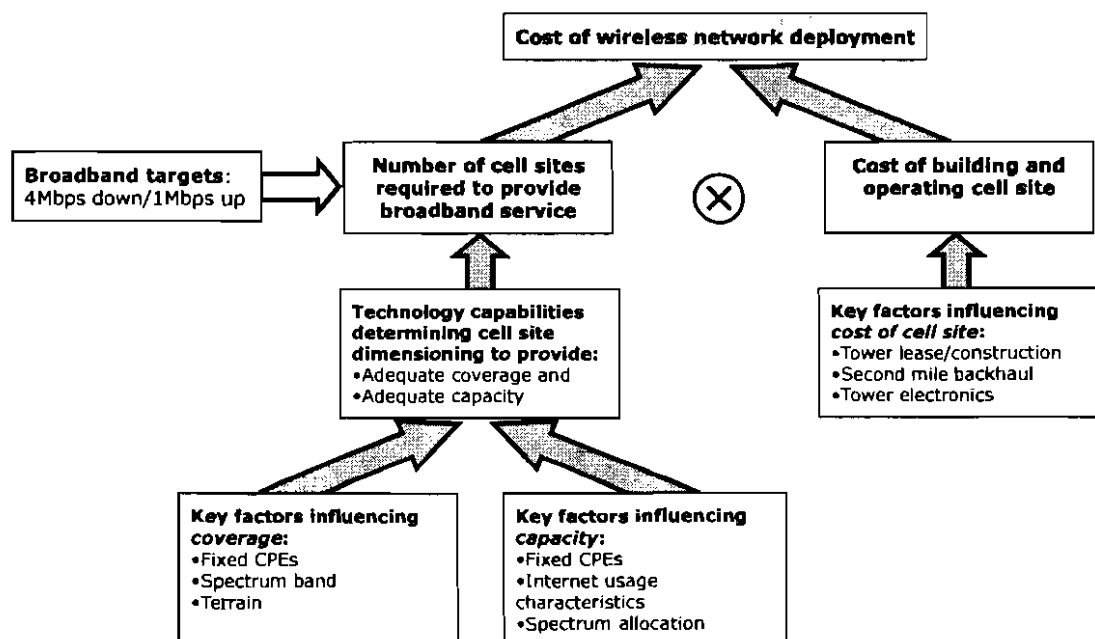 Cost of wireless network deployment
Broadband targets:
4Mbps down/1Mbps up
Number of cell sites
required to provide
broadband service
Cost of building and
operating cell site
Technology capabilities
determining cell site
dimensioning to provide:
•Adequate coverage and
•Adequate capacity
Key factors influencing
cost of cell site:
•Tower lease/construction
•Second mile backhaul
•Tower electronics
Key factors influencing
coverage:
•Fixed CPEs
•Spectrum band
•Terrain
Key factors influencing
capacity:
•Fixed CPEs
•Internet usage
characteristics
•Spectrum allocation